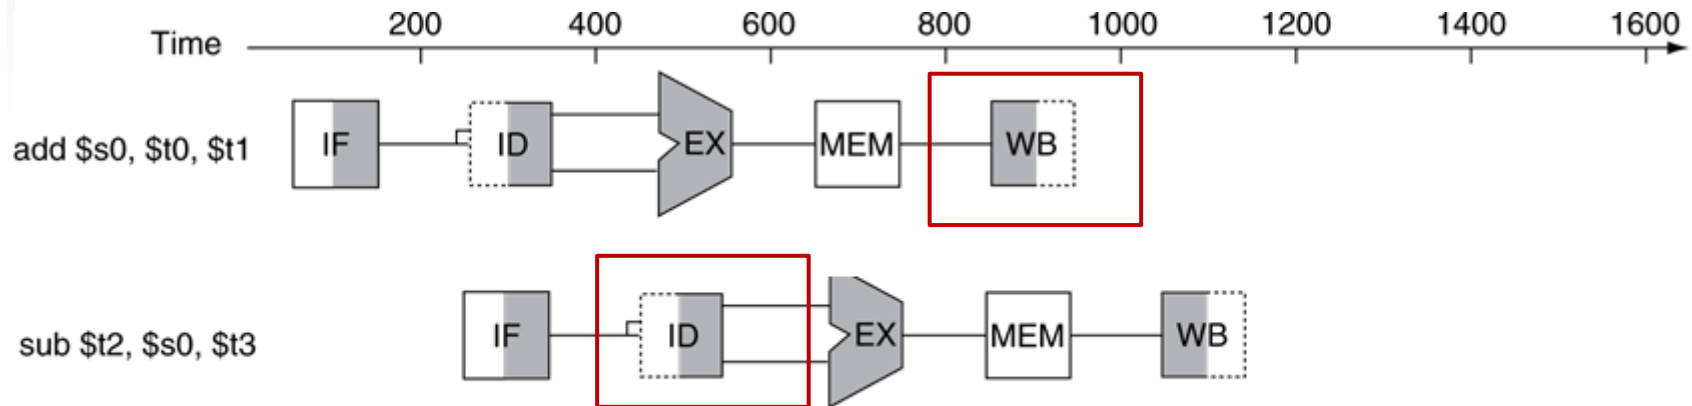 200 400 600 800 1000 1200 1400 1600
Time
add $s0, $t0, $t1 IF ID EX MEM WB
sub $t2, $s0, $t3 IF ID EX MEM WB